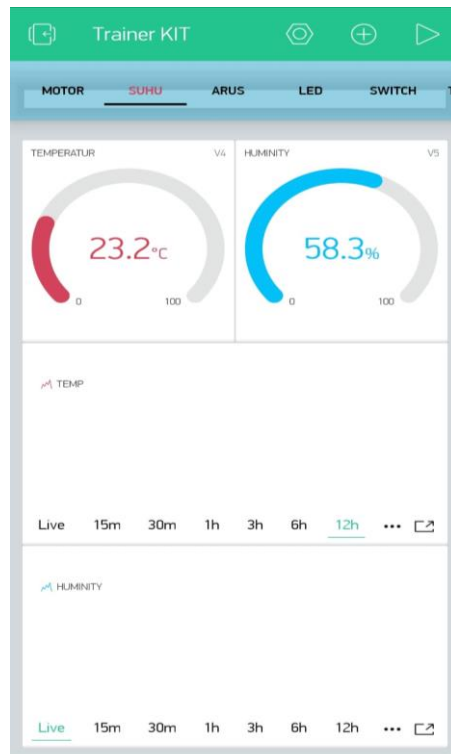 Trainer KIT
MOTOR SUHU ARUS LED SWITCH
TEMPERATUR V4 HUMINITY V5
23.2°C 58.3%
0 100 0 100
TEMP
Live 15m 30m 1h 3h 6h 12h •••
HUMINITY
Live 15m 30m 1h 3h 6h 12h •••